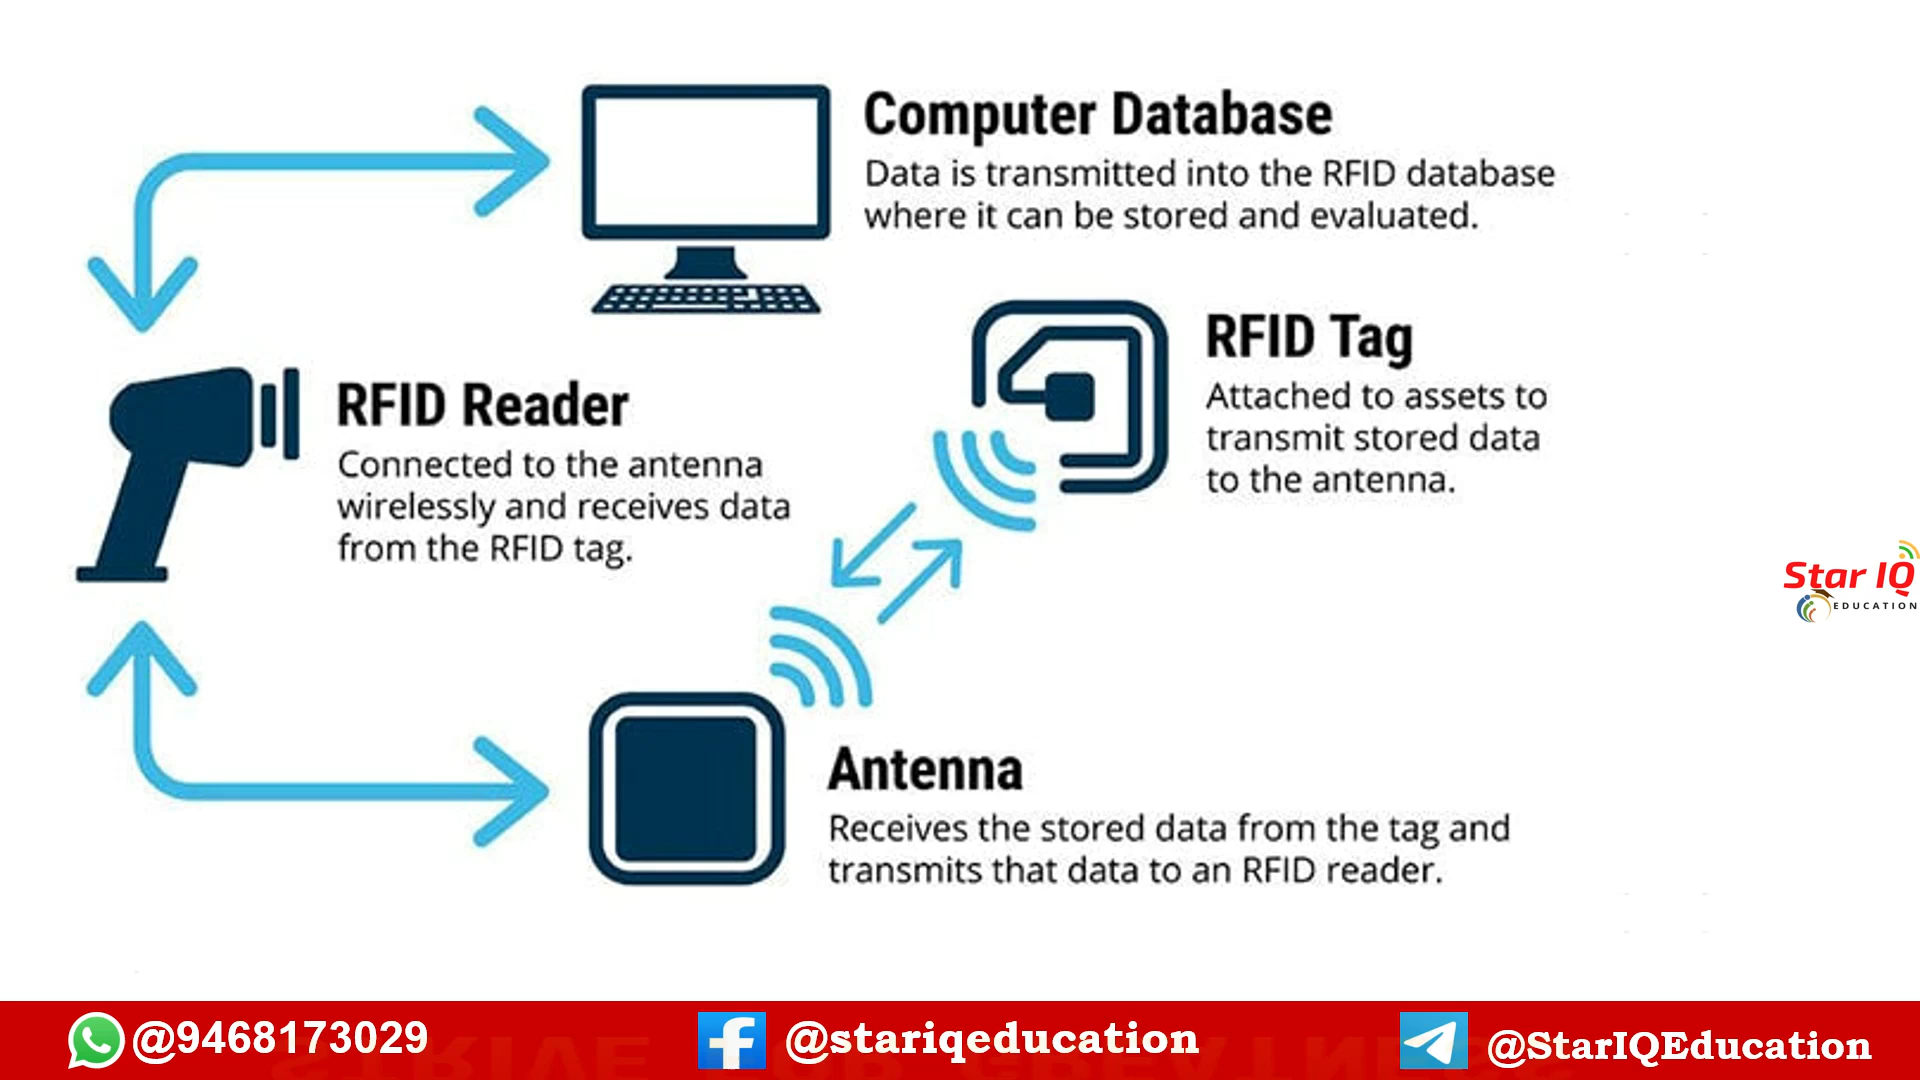 Computer Database
Data is transmitted into the RFID database
where it can be stored and evaluated.
RFID Tag
Attached to assets to
transmit stored data
to the antenna.
RFID Reader
Connected to the antenna
wirelessly and receives data
from the RFID tag.
Star IQ
EDUCATION
Antenna
Receives the stored data from the tag and
transmits that data to an RFID reader.
@9468173029
@stariqeducation
@StarIQEducation